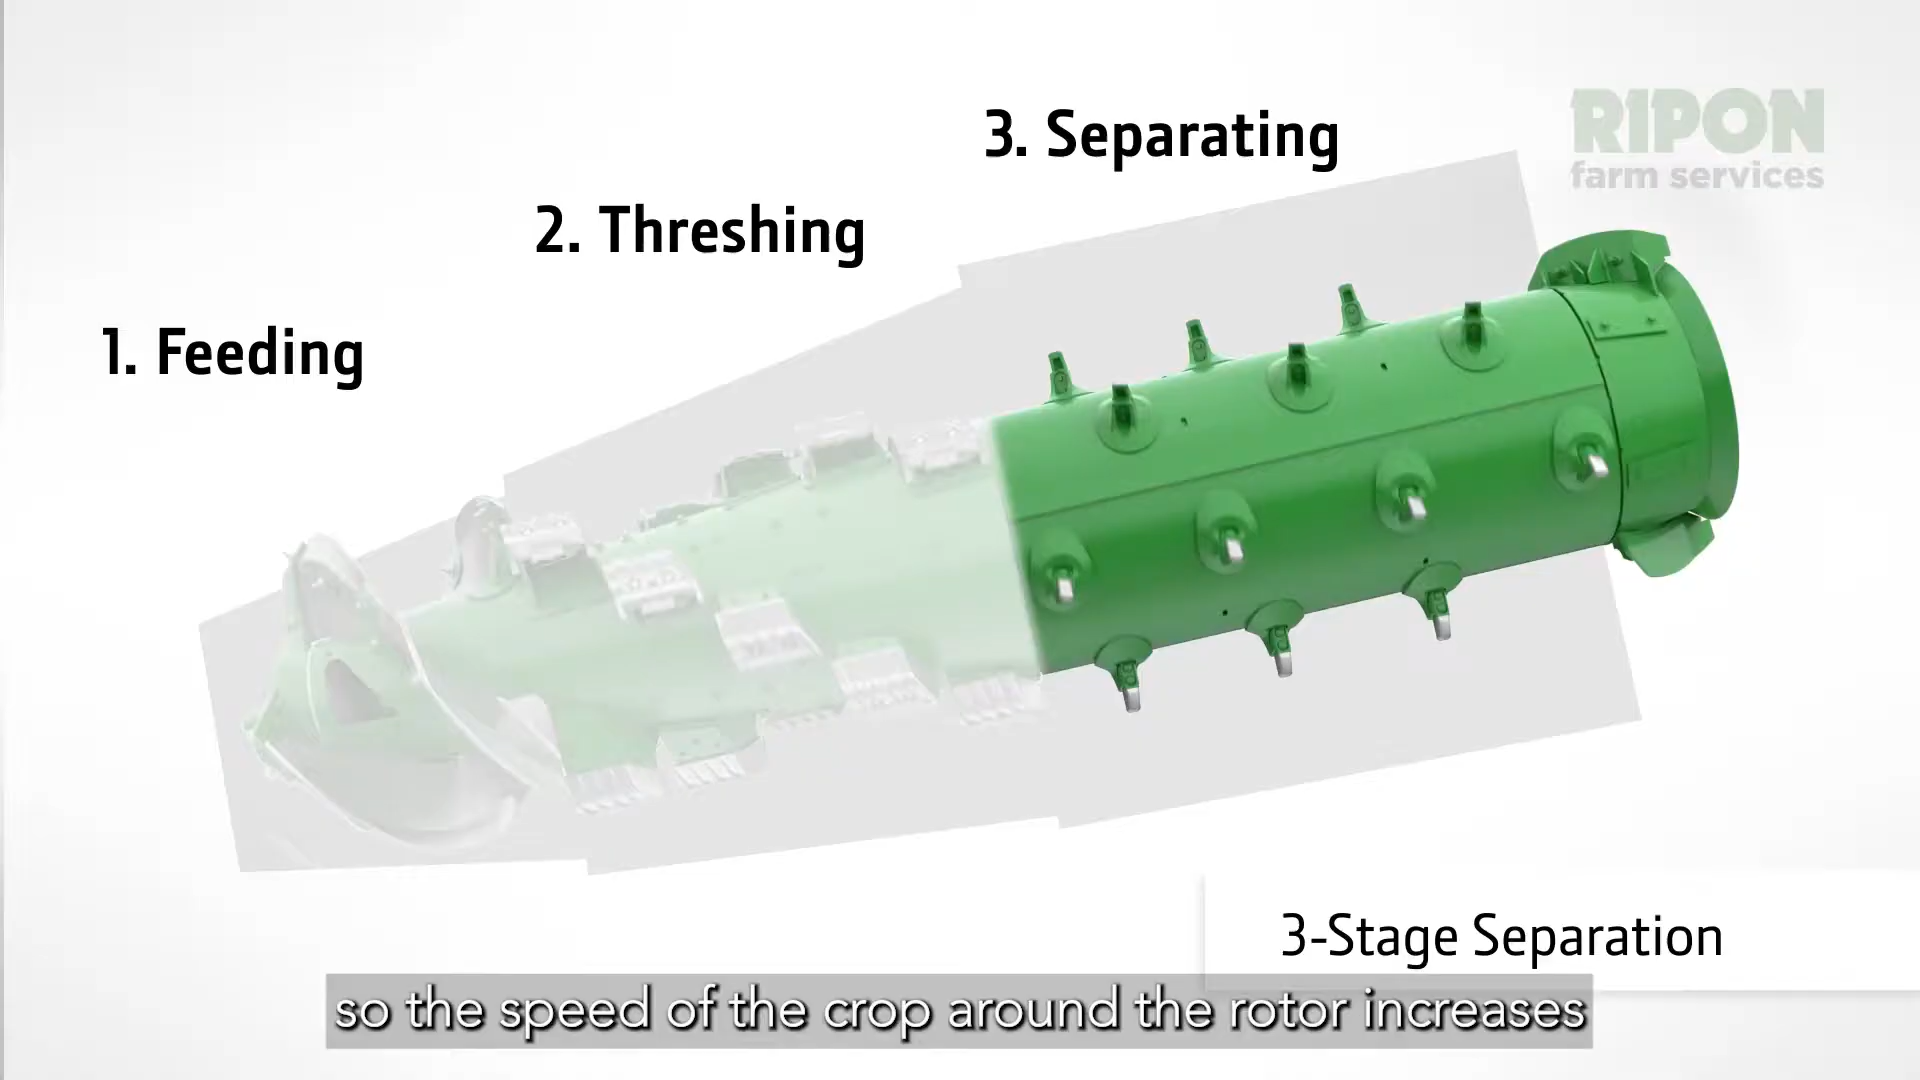 RIPON
farm services
3. Separating
2. Threshing
1. Feeding
3-Stage Separation
so the speed of the crop around the rotor increases